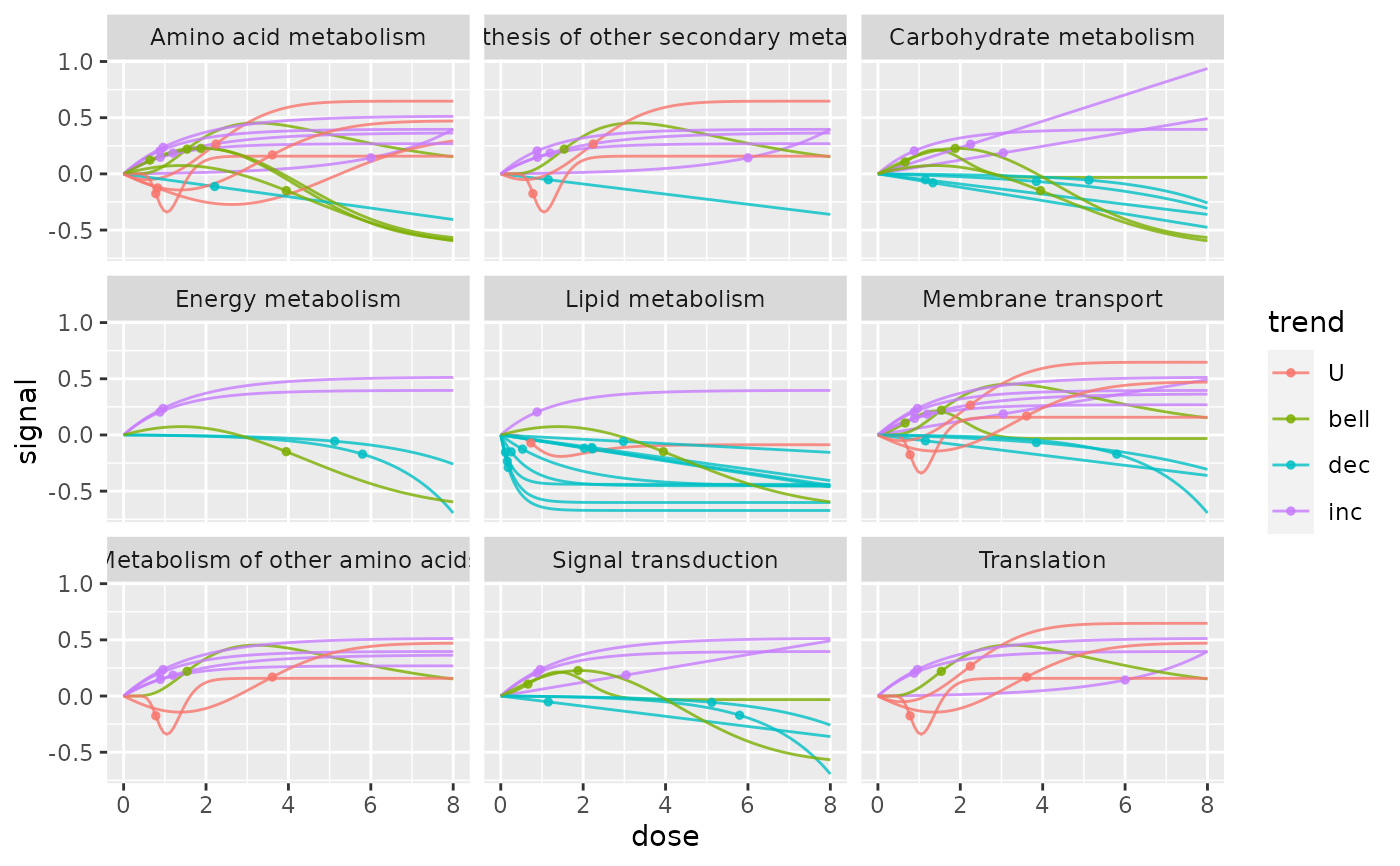 Amino acid metabolism
thesis of other secondary meta
Carbohydrate metabolism
1.0
0.5
0.0
-0.5
Energy metabolism
Lipid metabolism
Membrane transport
1.0
0.5
0.0
-0.5
Metabolism of other amino acids
Signal transduction
Translation
1.0
0.5
0.0
-0.5
0 2 4 6 8
0 2 4 6 8
0 2 4 6 8
dose
signal
trend
U
bell
dec
inc